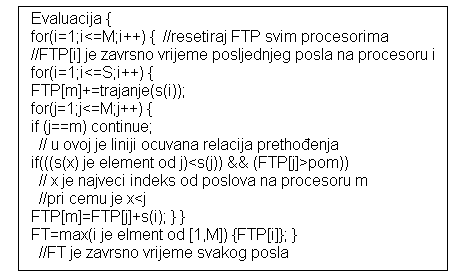 Evaluacija {
for(i=1;i<=M;i++) {  //resetiraj FTP svim procesorima
//FTP[i] je zavrsno vrijeme posljednjeg posla na procesoru i
for(i=1;i<=S;i++) {
FTP[m]+=trajanje(s(i));
for(j=1;j<=M;j++) {
if (j==m) continue;
// u ovoj je liniji ocuvana relacija prethođenja
if(((s(x) je element od j)<s(j)) && (FTP[j]>pom))
// x je najveci indeks od poslova na procesoru m
//pri cemu je x<j
FTP[m]=FTP[j]+s(i); } }
FT=max(i je elment od [1,M]) {FTP[i]}; }
//FT je zavrsno vrijeme svakog posla